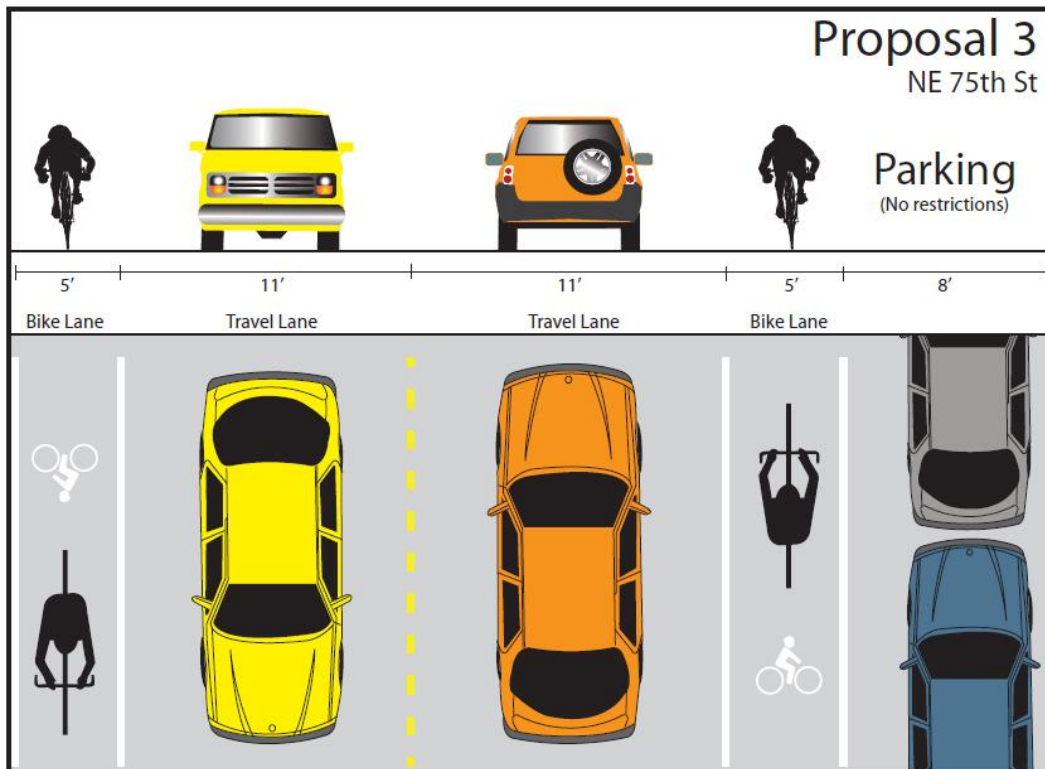 Proposal 3
NE 75th St
Parking
(No restrictions)
5′ 11′ 11′ 5′ 8′
Bike Lane Travel Lane Travel Lane Bike Lane